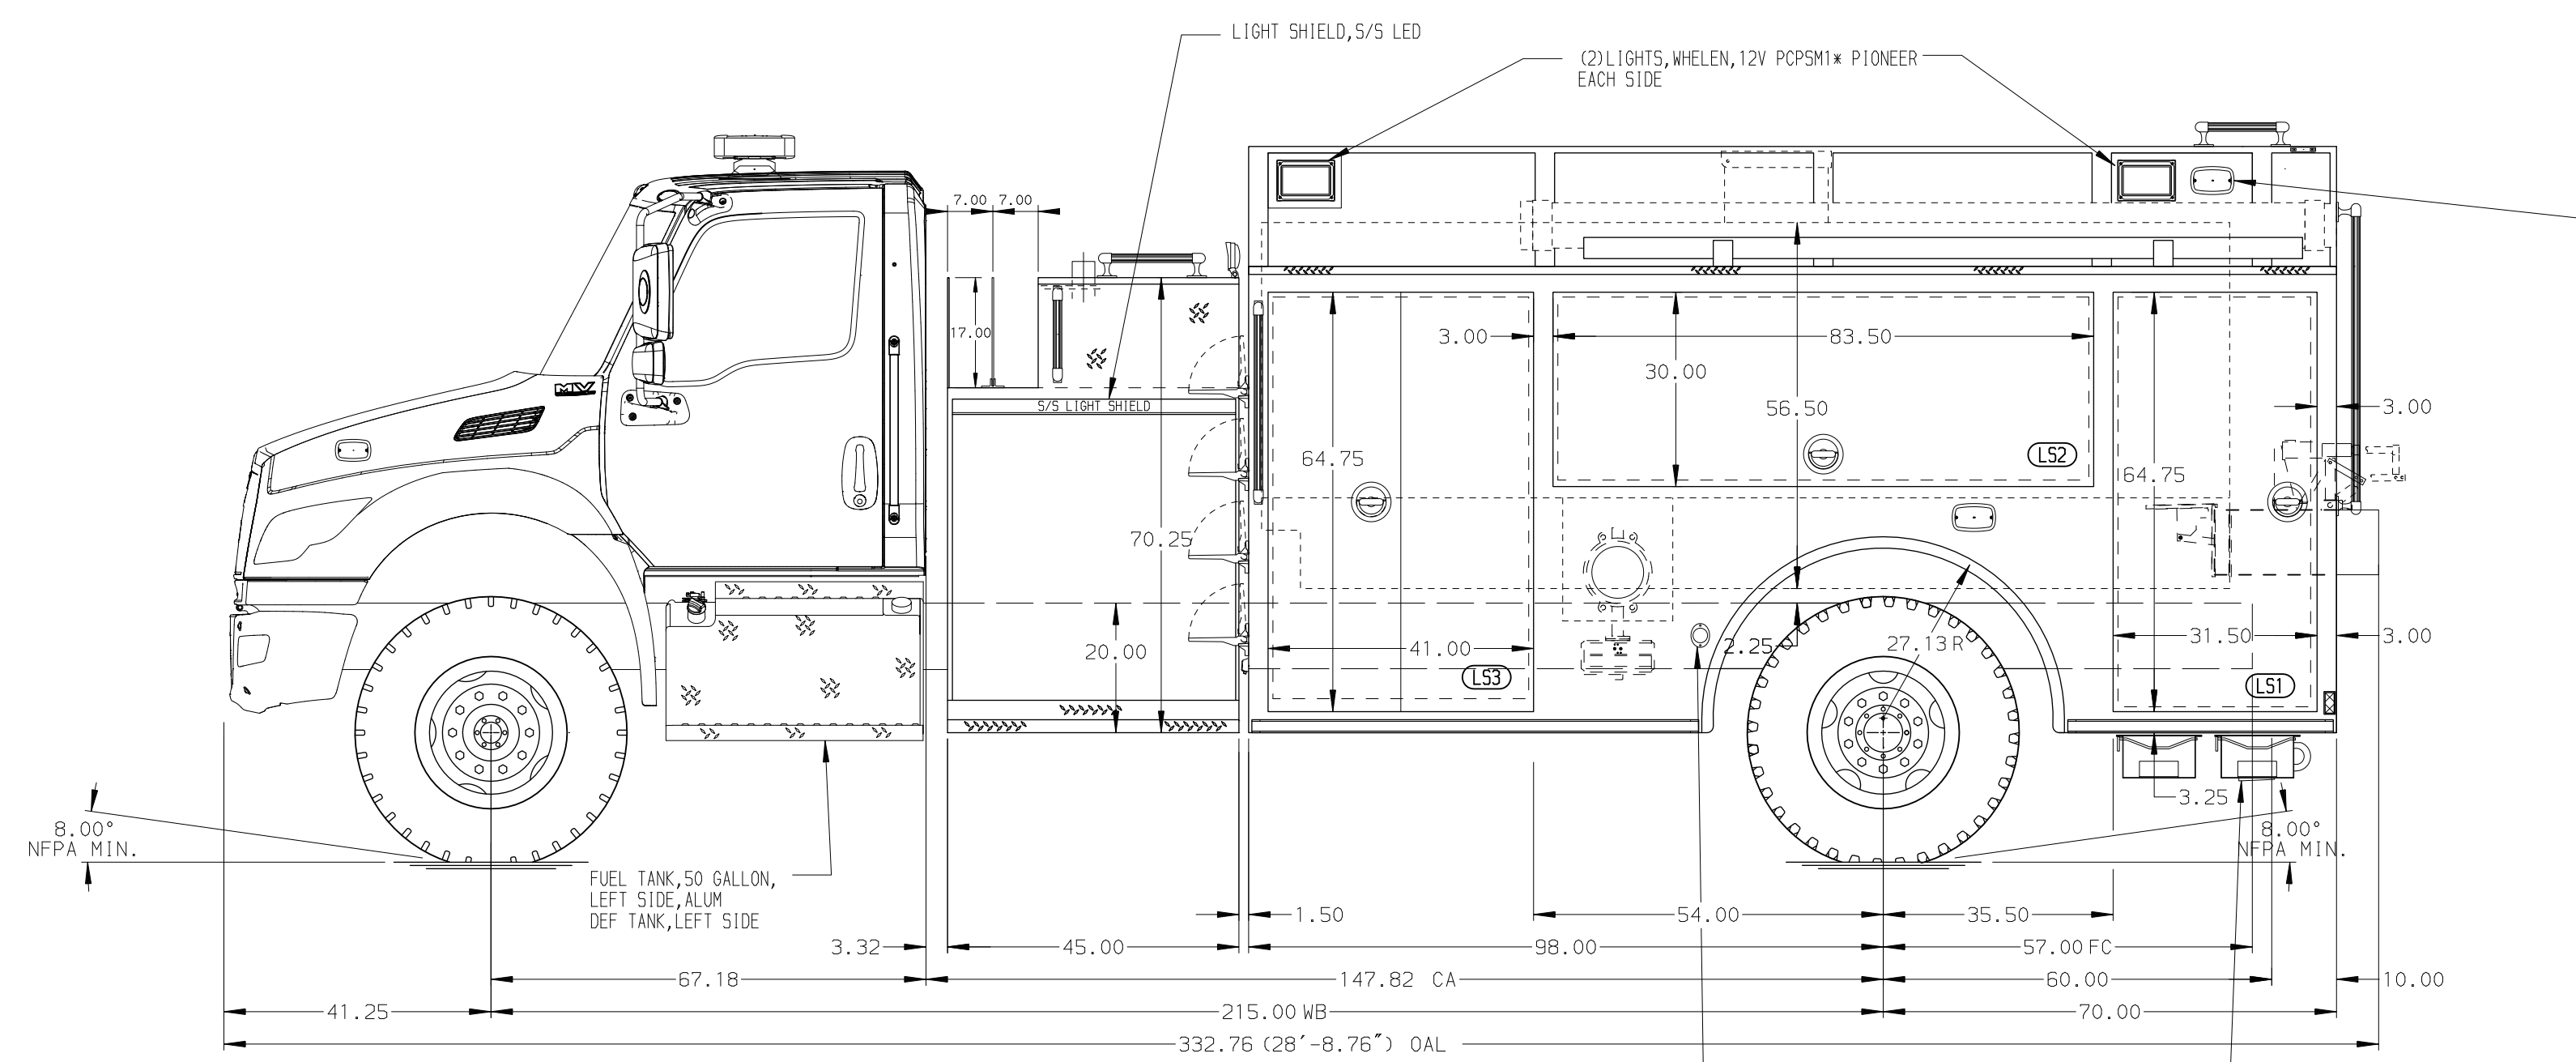 LIGHT SHIELD,S/S LED
(2)LIGHTS,WHELEN,12V PCPSM1* PIONEER
EACH SIDE
7.00
7.00
17.00
MV
S/S LIGHT SHIELD
3.00
83.50
30.00
56.50
3.00
LS2
64.75
64.75
70.25
20.00
41.00
2.25
27.13 R
31.50
3.00
LS3
LS1
3.25
8.00°
NFPA MIN.
8.00°
NFPA MIN.
FUEL TANK,50 GALLON,
LEFT SIDE,ALUM
DEF TANK,LEFT SIDE
1.50
54.00
35.50
3.32
45.00
98.00
57.00 FC
67.18
147.82 CA
60.00
10.00
41.25
215.00 WB
70.00
332.76 (28'-8.76") OAL